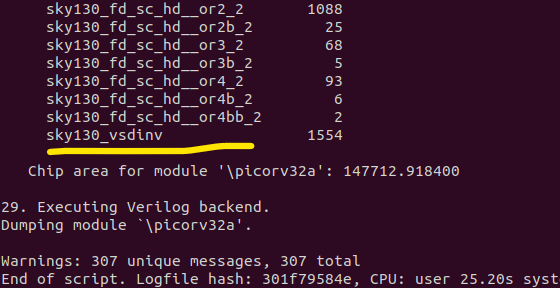 sky130_fd_sc_hd__or2_2 1088
sky130_fd_sc_hd__or2b_2 25
sky130_fd_sc_hd__or3_2 68
sky130_fd_sc_hd__or3b_2 5
sky130_fd_sc_hd__or4_2 93
sky130_fd_sc_hd__or4b_2 6
sky130_fd_sc_hd__or4bb_2 2
sky130_vsdinv 1554
Chip area for module '\picorv32a': 147712.918400
29. Executing Verilog backend.
Dumping module `\picorv32a'.
Warnings: 307 unique messages, 307 total
End of script. Logfile hash: 301f79584e, CPU: user 25.20s syst